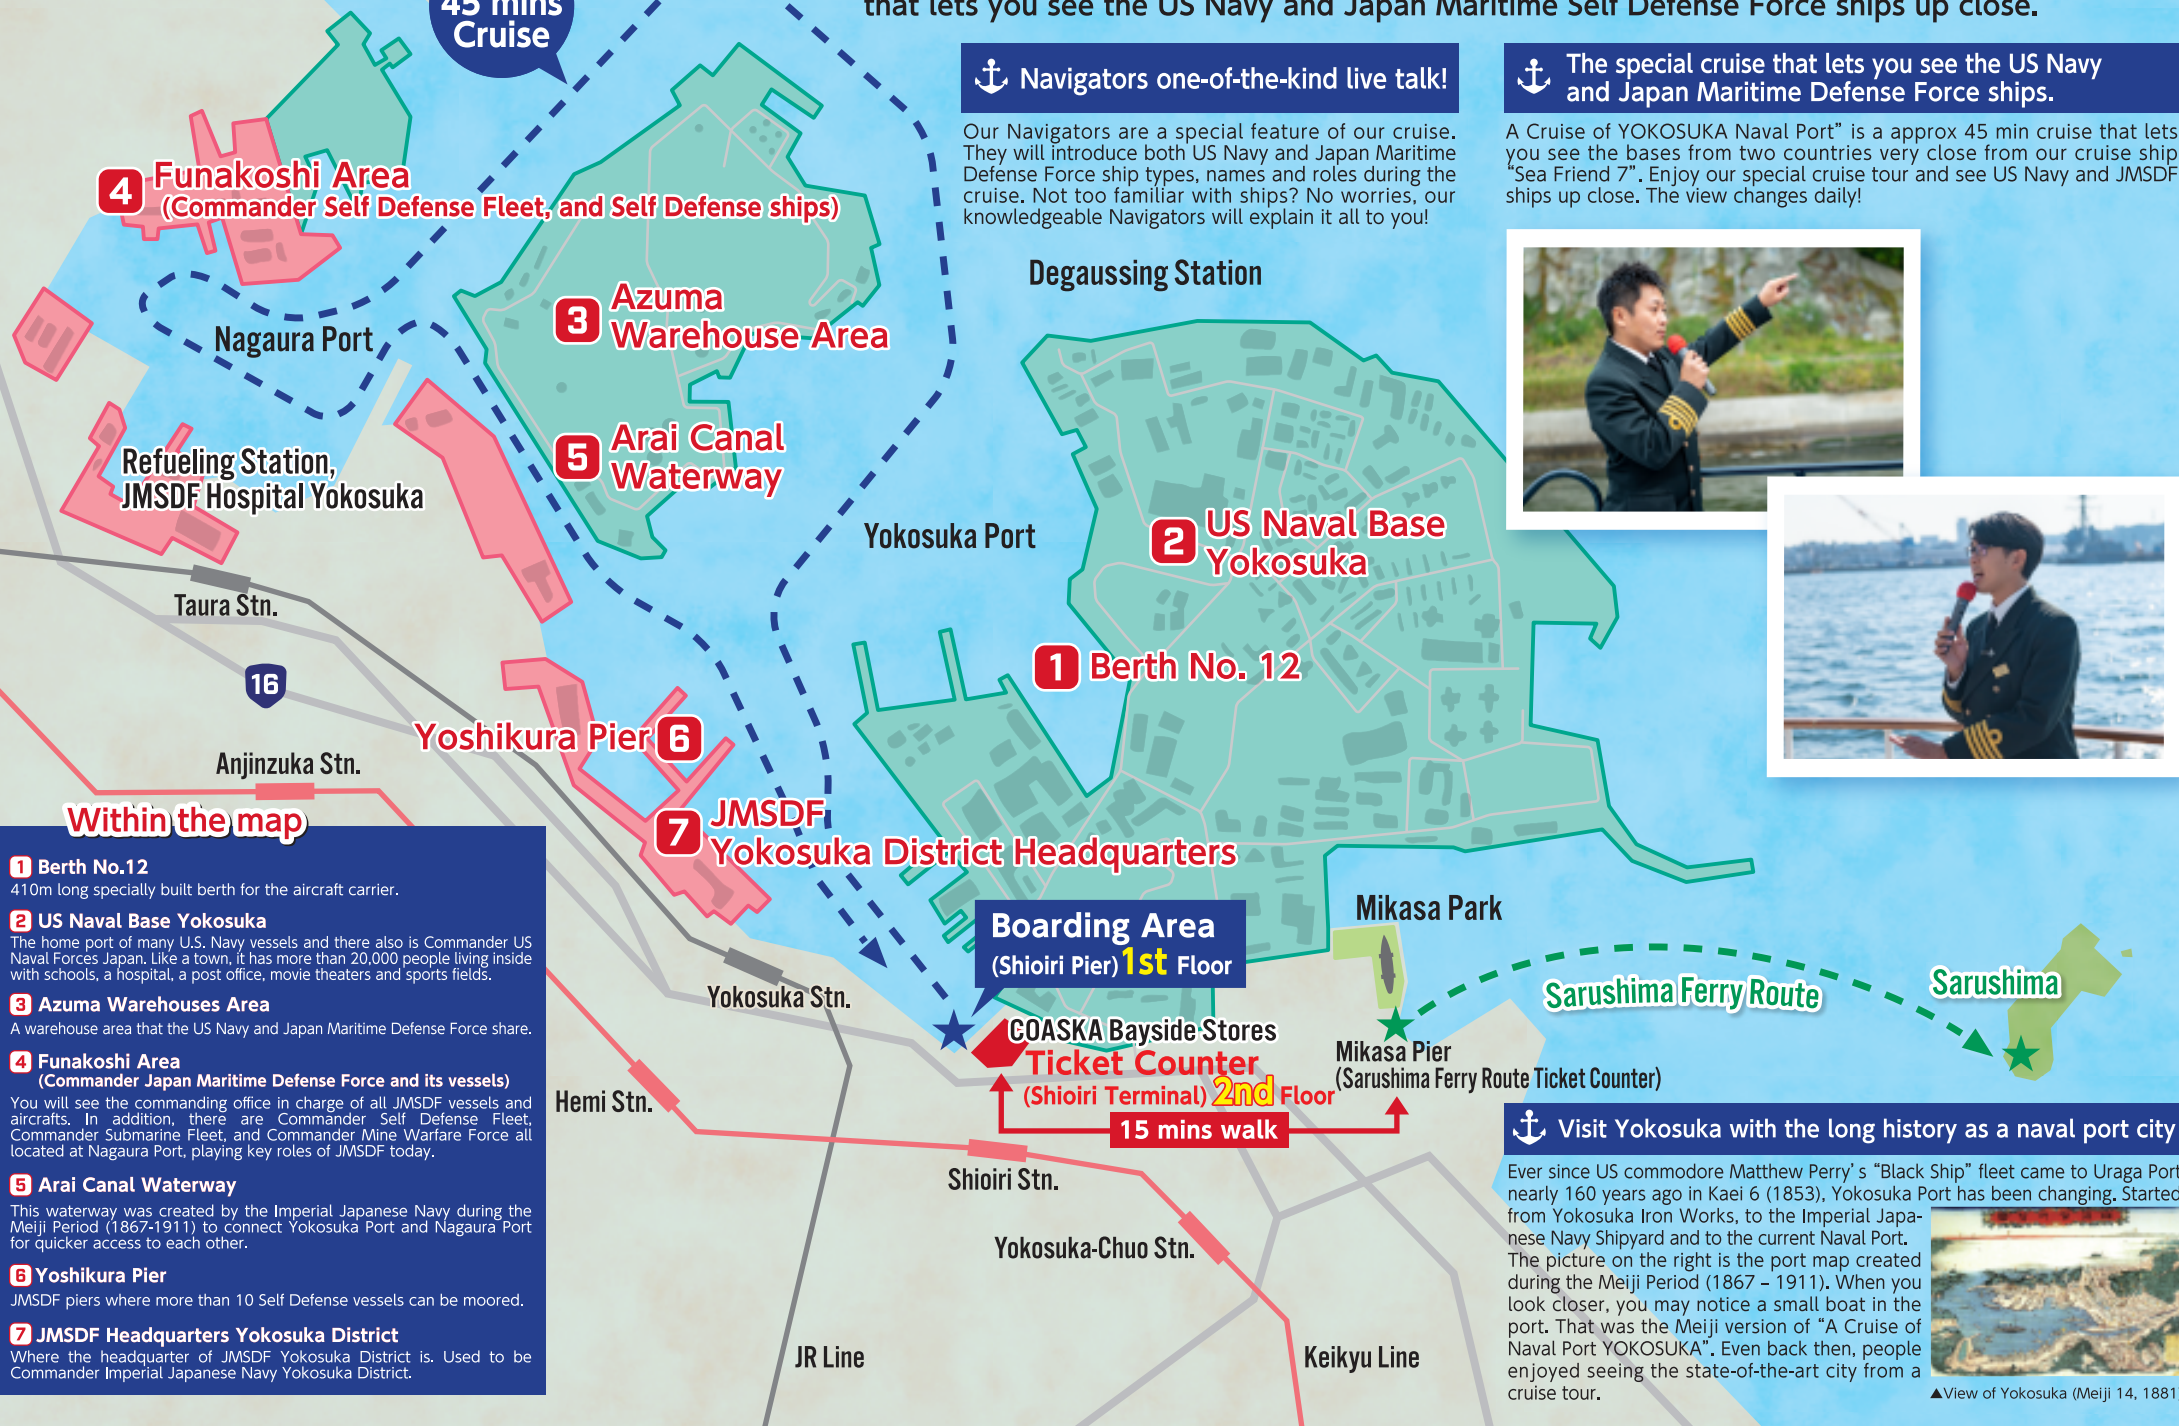 45 mins
Cruise
that lets you see the US Navy and Japan Maritime Self Defense Force ships up close.
Navigators one-of-the-kind live talk!
Our Navigators are a special feature of our cruise.
They will introduce both US Navy and Japan Maritime
Defense Force ship types, names and roles during the
cruise. Not too familiar with ships? No worries, our
knowledgeable Navigators will explain it all to you!
The special cruise that lets you see the US Navy
and Japan Maritime Defense Force ships.
A Cruise of YOKOSUKA Naval Port” is a approx 45 min cruise that lets
you see the bases from two countries very close from our cruise ship
“Sea Friend 7”. Enjoy our special cruise tour and see US Navy and JMSDF
ships up close. The view changes daily!
4 Funakoshi Area
(Commander Self Defense Fleet, and Self Defense ships)
Degaussing Station
3 Azuma
Warehouse Area
Nagaura Port
5 Arai Canal
Waterway
Refueling Station,
JMSDF Hospital Yokosuka
Yokosuka Port
2 US Naval Base
Yokosuka
Taura Stn.
1 Berth No. 12
16
Yoshikura Pier 6
Anjinzuka Stn.
7 JMSDF
Yokosuka District Headquarters
Mikasa Park
Boarding Area
(Shioiri Pier) 1st Floor
Yokosuka Stn.
Sarushima Ferry Route
Sarushima
COASKA Bayside Stores
Ticket Counter
(Shioiri Terminal) 2nd Floor
Mikasa Pier
(Sarushima Ferry Route Ticket Counter)
15 mins walk
Hemi Stn.
Shioiri Stn.
Yokosuka-Chuo Stn.
JR Line
Keikyu Line
Within the map
1 Berth No.12
410m long specially built berth for the aircraft carrier.
2 US Naval Base Yokosuka
The home port of many U.S. Navy vessels and there also is Commander US
Naval Forces Japan. Like a town, it has more than 20,000 people living inside
with schools, a hospital, a post office, movie theaters and sports fields.
3 Azuma Warehouses Area
A warehouse area that the US Navy and Japan Maritime Defense Force share.
4 Funakoshi Area
(Commander Japan Maritime Defense Force and its vessels)
You will see the commanding office in charge of all JMSDF vessels and
aircrafts. In addition, there are Commander Self Defense Fleet,
Commander Submarine Fleet, and Commander Mine Warfare Force all
located at Nagaura Port, playing key roles of JMSDF today.
5 Arai Canal Waterway
This waterway was created by the Imperial Japanese Navy during the
Meiji Period (1867-1911) to connect Yokosuka Port and Nagaura Port
for quicker access to each other.
6 Yoshikura Pier
JMSDF piers where more than 10 Self Defense vessels can be moored.
7 JMSDF Headquarters Yokosuka District
Where the headquarter of JMSDF Yokosuka District is. Used to be
Commander Imperial Japanese Navy Yokosuka District.
Visit Yokosuka with the long history as a naval port city
Ever since US commodore Matthew Perry’ s “Black Ship” fleet came to Uraga Port
nearly 160 years ago in Kaei 6 (1853), Yokosuka Port has been changing. Started
from Yokosuka Iron Works, to the Imperial Japa-
nese Navy Shipyard and to the current Naval Port.
The picture on the right is the port map created
during the Meiji Period (1867 – 1911). When you
look closer, you may notice a small boat in the
port. That was the Meiji version of “A Cruise of
Naval Port YOKOSUKA”. Even back then, people
enjoyed seeing the state-of-the-art city from a
cruise tour.
▲View of Yokosuka (Meiji 14, 1881